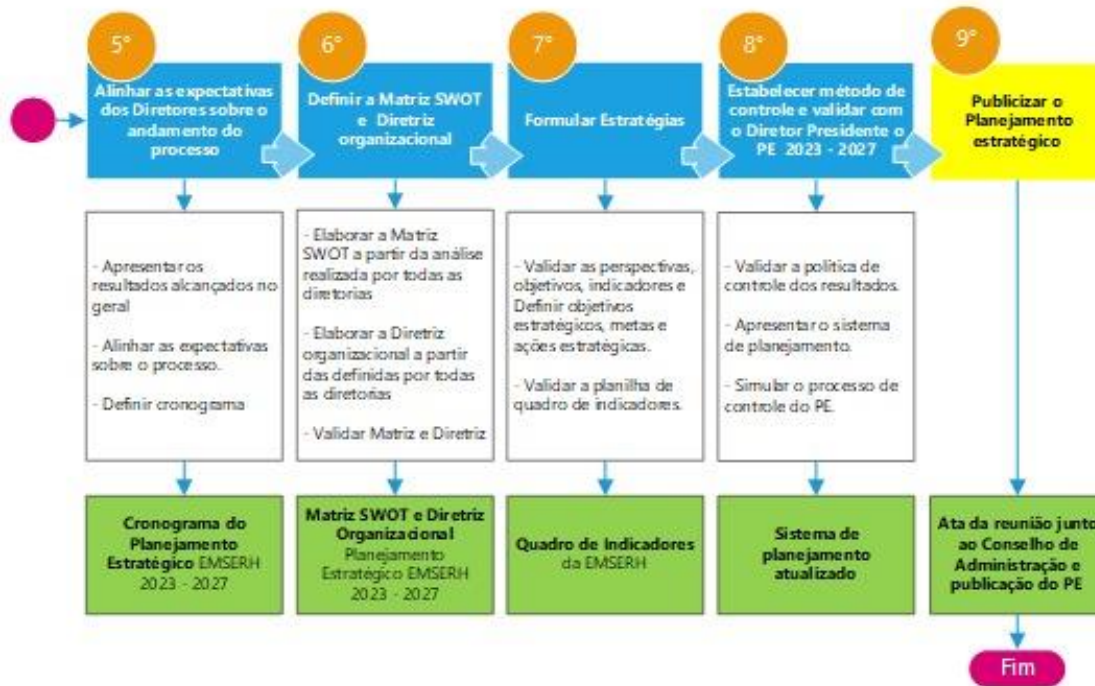 5°
Alinhar as expectativas
dos Diretores sobre o
andamento do
processo
6°
Definir a Matriz SWOT
e Diretriz
organizacional
7°
Formular Estratégias
8°
Estabelecer método de
controle e validar com
o Diretor Presidente o
PE 2023 - 2027
9°
Publicizar o
Planejamento
estratégico
- Apresentar os
resultados alcançados no
geral
- Alinhar as expectativas
sobre o processo.
- Definir cronograma
- Elaborar a Matriz
SWOT a partir da análise
realizada por todas as
diretorias
- Elaborar a Diretriz
organizacional a partir
das definidas por todas
as diretorias
- Validar Matriz e Diretriz
- Validar as perspectivas,
objetivos, indicadores e
Definir objetivos
estratégicos, metas e
ações estratégicas.
- Validar a planilha de
quadro de indicadores.
- Validar a política de
controle dos resultados.
- Apresentar o sistema
de planejamento.
- Simular o processo de
controle do PE.
Cronograma do
Planejamento
Estratégico EMSERH
2023 - 2027
Matriz SWOT e Diretriz
Organizacional
Planejamento
Estratégico EMSERH
2023 - 2027
Quadro de Indicadores
da EMSERH
Sistema de
planejamento
atualizado
Ata da reunião junto
ao Conselho de
Administração e
publicação do PE
Fim